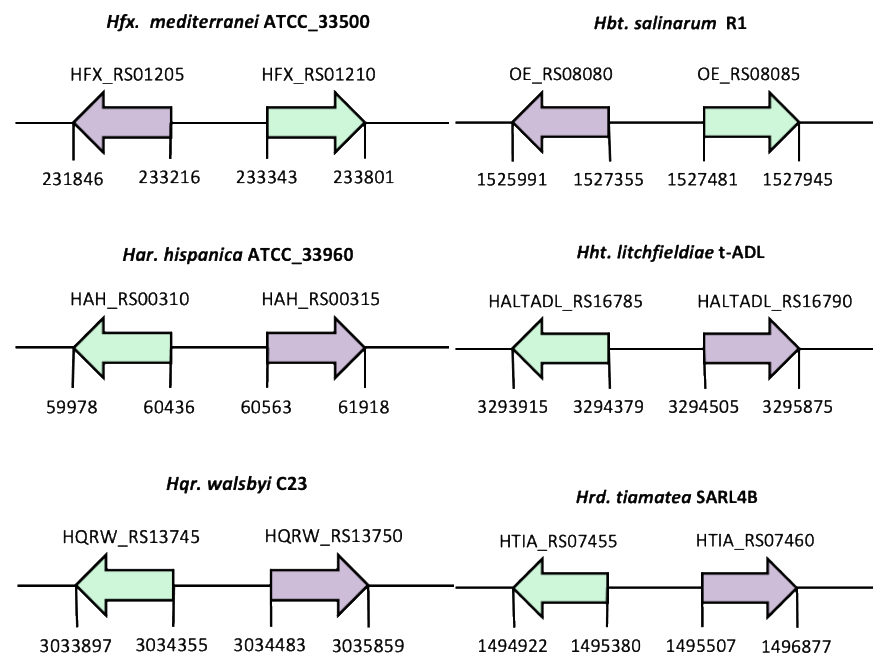 Hfx. mediterranei ATCC_33500
HFX_RS01205 HFX_RS01210
231846 233216 233343 233801
Hbt. salinarum R1
OE_RS08080 OE_RS08085
1525991 1527355 1527481 1527945
Har. hispanica ATCC_33960
HAH_RS00310 HAH_RS00315
59978 60436 60563 61918
Hht. litchfieldiae t-ADL
HALTADL_RS16785 HALTADL_RS16790
3293915 3294379 3294505 3295875
Hqr. walsbyi C23
HQRW_RS13745 HQRW_RS13750
3033897 3034355 3034483 3035859
Hrd. tiamatea SARL4B
HTIA_RS07455 HTIA_RS07460
1494922 1495380 1495507 1496877